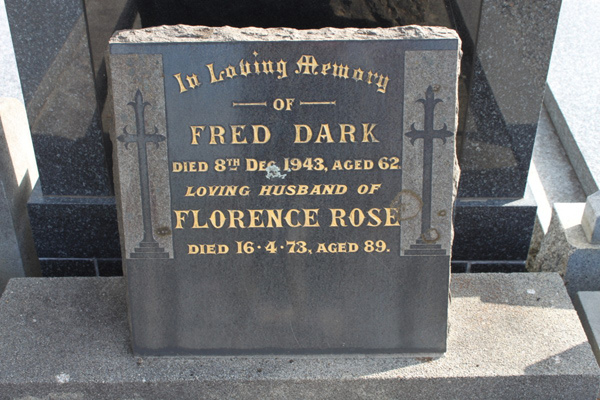 In Loving Memory
OF
FRED DARK
DIED 8TH DEC. 1943, AGED 62.
LOVING HUSBAND OF
FLORENCE ROSE
DIED 16·4·73, AGED 89.